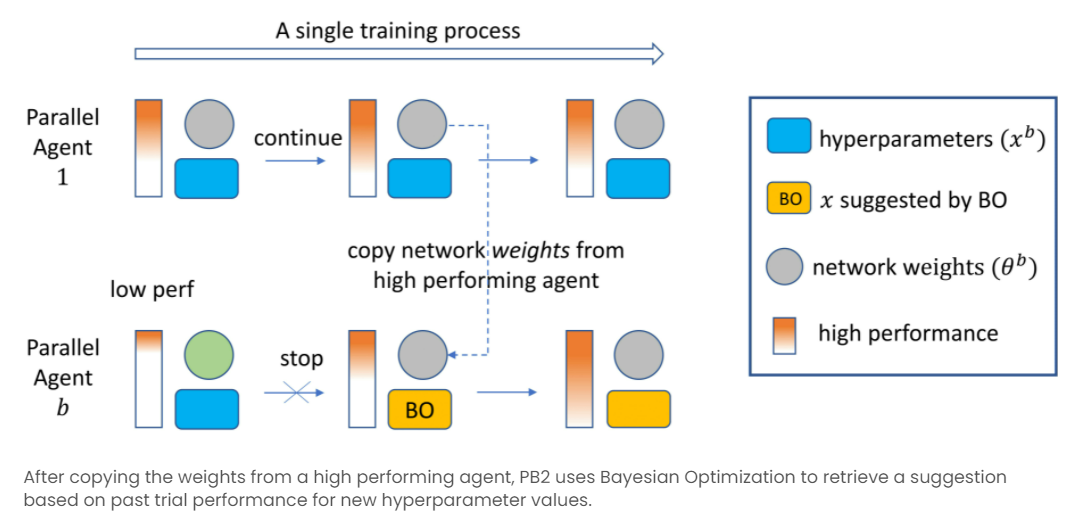 A single training process
Parallel
Agent
1
continue
copy network weights from
high performing agent
low perf
Parallel
Agent
b
stop
BO
hyperparameters (x^b)
BO x suggested by BO
network weights (θ^b)
high performance
After copying the weights from a high performing agent, PB2 uses Bayesian Optimization to retrieve a suggestion
based on past trial performance for new hyperparameter values.